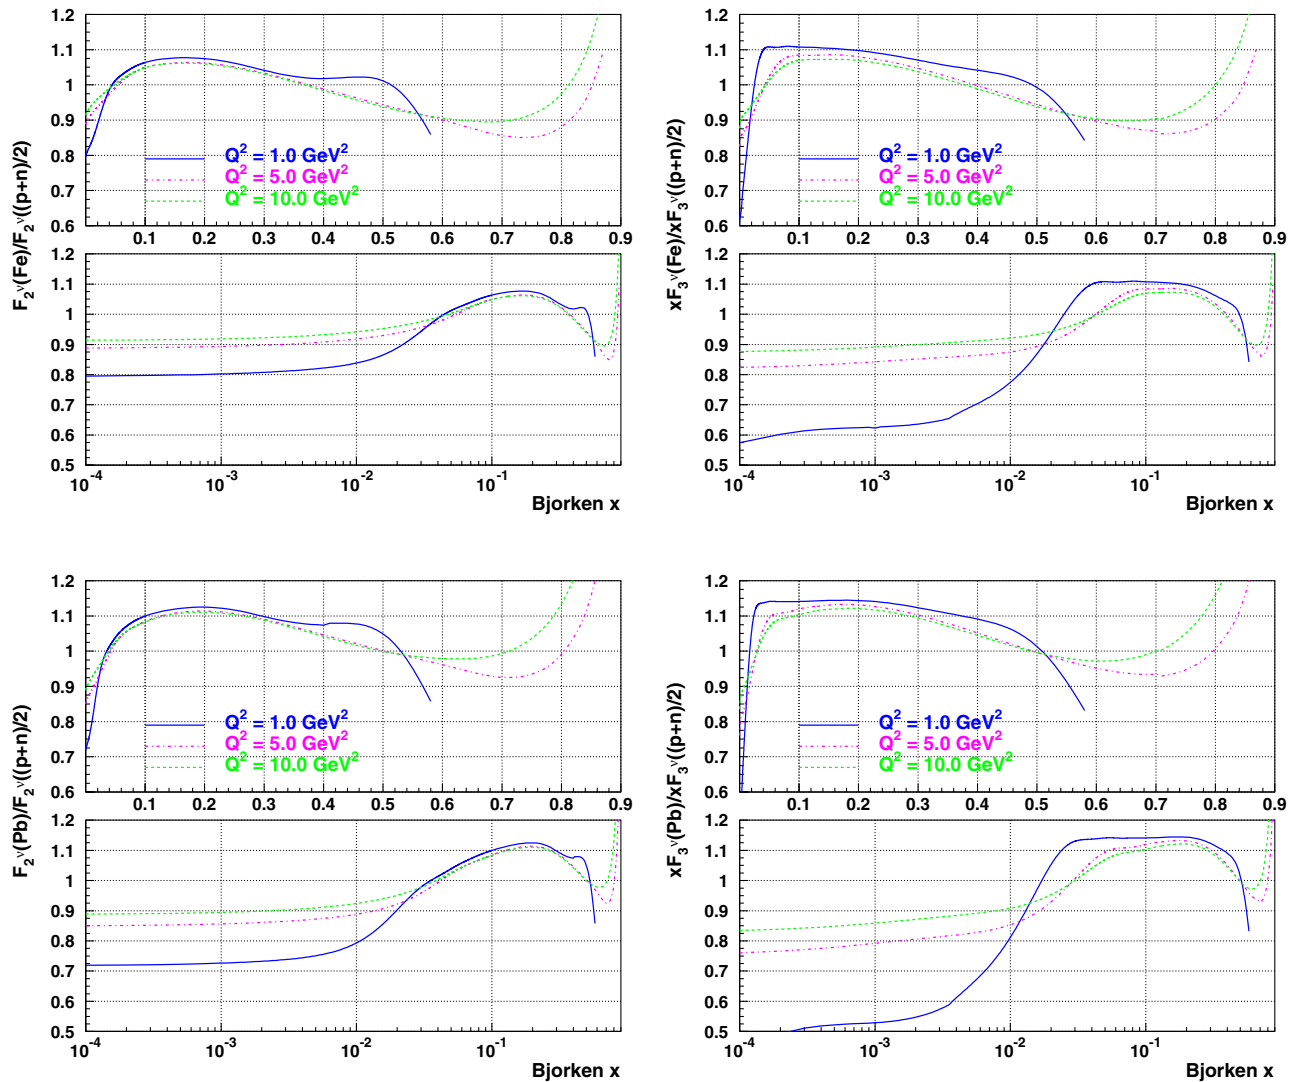 F₂ᵛ(Fe)/F₂ᵛ((p+n)/2)
1.2
1.1
1
0.9
0.8
0.7
0.6
Q² = 1.0 GeV²
Q² = 5.0 GeV²
Q² = 10.0 GeV²
0.1 0.2 0.3 0.4 0.5 0.6 0.7 0.8 0.9
1.2
1.1
1
0.9
0.8
0.7
0.6
0.5
10⁻⁴ 10⁻³ 10⁻² 10⁻¹
Bjorken x
xF₃ᵛ(Fe)/xF₃ᵛ((p+n)/2)
1.2
1.1
1
0.9
0.8
0.7
0.6
Q² = 1.0 GeV²
Q² = 5.0 GeV²
Q² = 10.0 GeV²
0.1 0.2 0.3 0.4 0.5 0.6 0.7 0.8 0.9
1.2
1.1
1
0.9
0.8
0.7
0.6
0.5
10⁻⁴ 10⁻³ 10⁻² 10⁻¹
Bjorken x
F₂ᵛ(Pb)/F₂ᵛ((p+n)/2)
1.2
1.1
1
0.9
0.8
0.7
0.6
Q² = 1.0 GeV²
Q² = 5.0 GeV²
Q² = 10.0 GeV²
0.1 0.2 0.3 0.4 0.5 0.6 0.7 0.8 0.9
1.2
1.1
1
0.9
0.8
0.7
0.6
0.5
10⁻⁴ 10⁻³ 10⁻² 10⁻¹
Bjorken x
xF₃ᵛ(Pb)/xF₃ᵛ((p+n)/2)
1.2
1.1
1
0.9
0.8
0.7
0.6
Q² = 1.0 GeV²
Q² = 5.0 GeV²
Q² = 10.0 GeV²
0.1 0.2 0.3 0.4 0.5 0.6 0.7 0.8 0.9
1.2
1.1
1
0.9
0.8
0.7
0.6
0.5
10⁻⁴ 10⁻³ 10⁻² 10⁻¹
Bjorken x